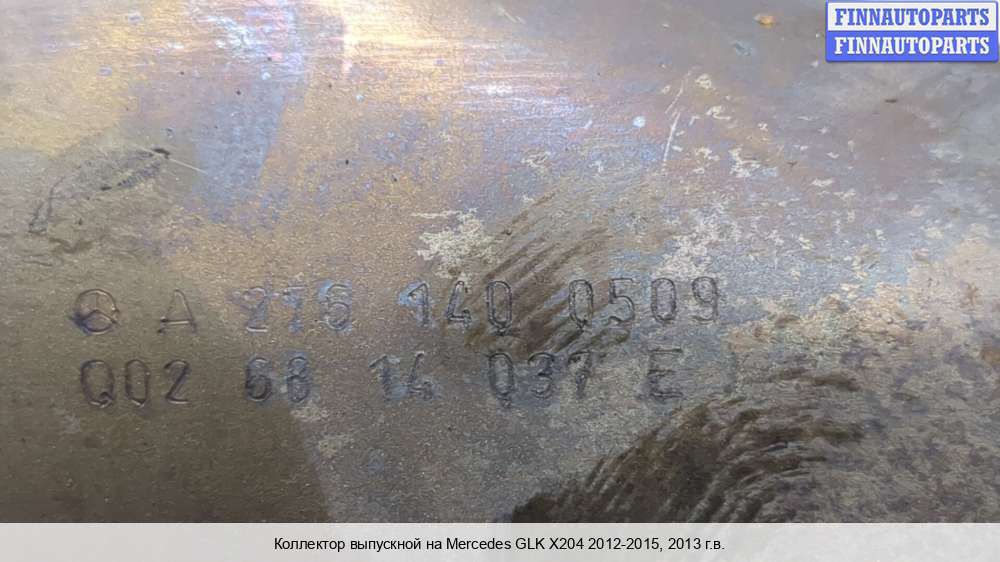 FINNAUTOPARTS
FINNAUTOPARTS
A 276 140 0509
Q02 68 14 037 E
Коллектор выпускной на Mercedes GLK X204 2012-2015, 2013 г.в.